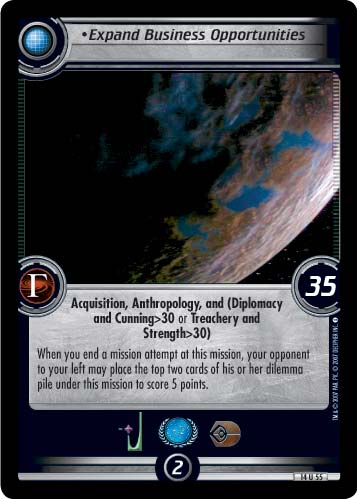 •Expand Business Opportunities
Γ
35
Acquisition, Anthropology, and (Diplomacy
and Cunning>30 or Treachery and
Strength>30)
When you end a mission attempt at this mission, your opponent
to your left may place the top two cards of his or her dilemma
pile under this mission to score 5 points.
2
14 U 55